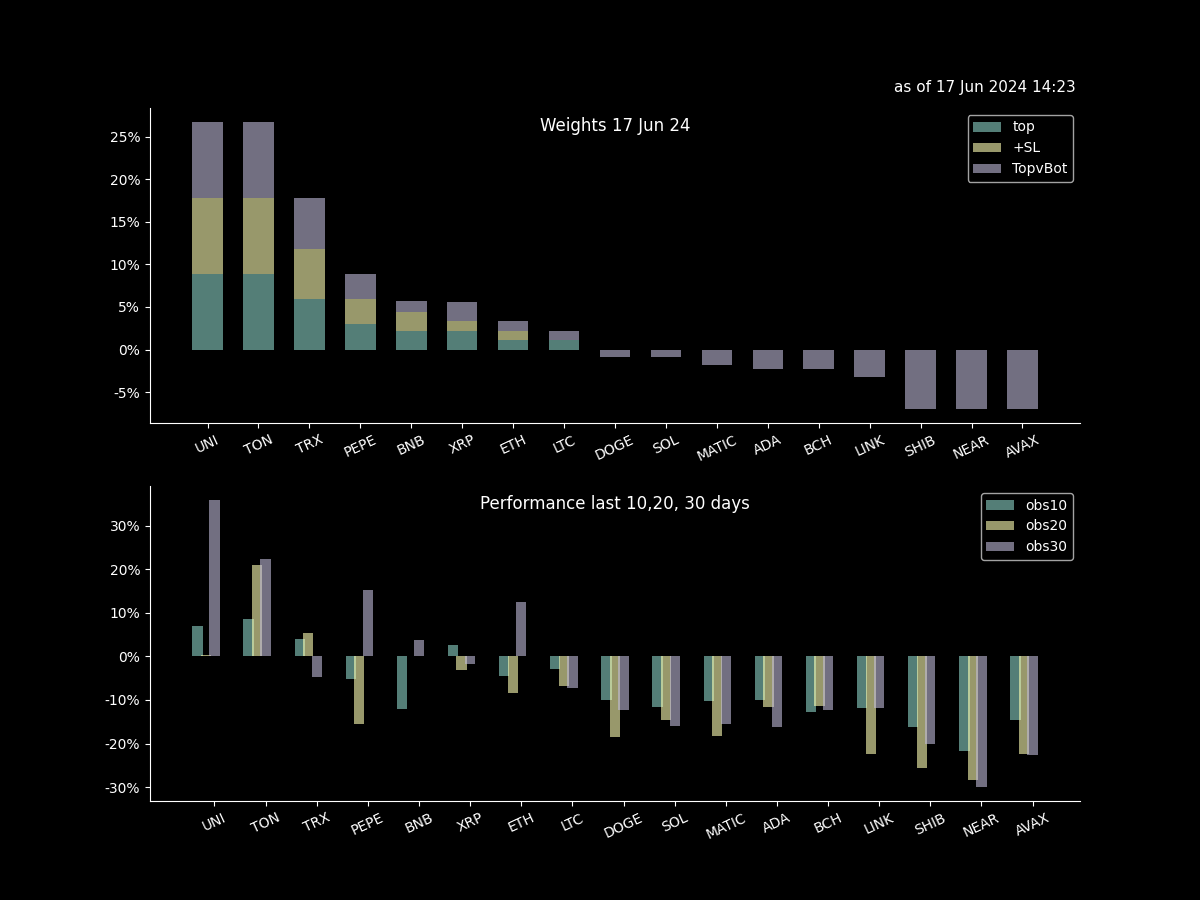 as of 17 Jun 2024 14:23
Weights 17 Jun 24
top
+SL
TopvBot
25%
20%
15%
10%
5%
0%
-5%
UNI TON TRX PEPE BNB XRP ETH LTC DOGE SOL MATIC ADA BCH LINK SHIB NEAR AVAX
Performance last 10,20, 30 days
obs10
obs20
obs30
30%
20%
10%
0%
-10%
-20%
-30%
UNI TON TRX PEPE BNB XRP ETH LTC DOGE SOL MATIC ADA BCH LINK SHIB NEAR AVAX